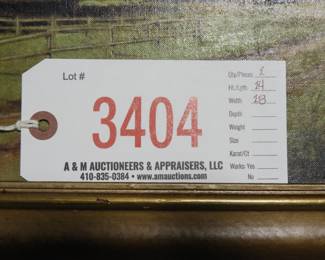 Lot #
3404
A & M AUCTIONEERS & APPRAISERS, LLC
410-835-0384 • www.amauctions.com
Qty/Pieces 1
Ht./Lgth. 24
Width 28
Depth
Weight
Size
Karat/Ct
Works: Yes
No